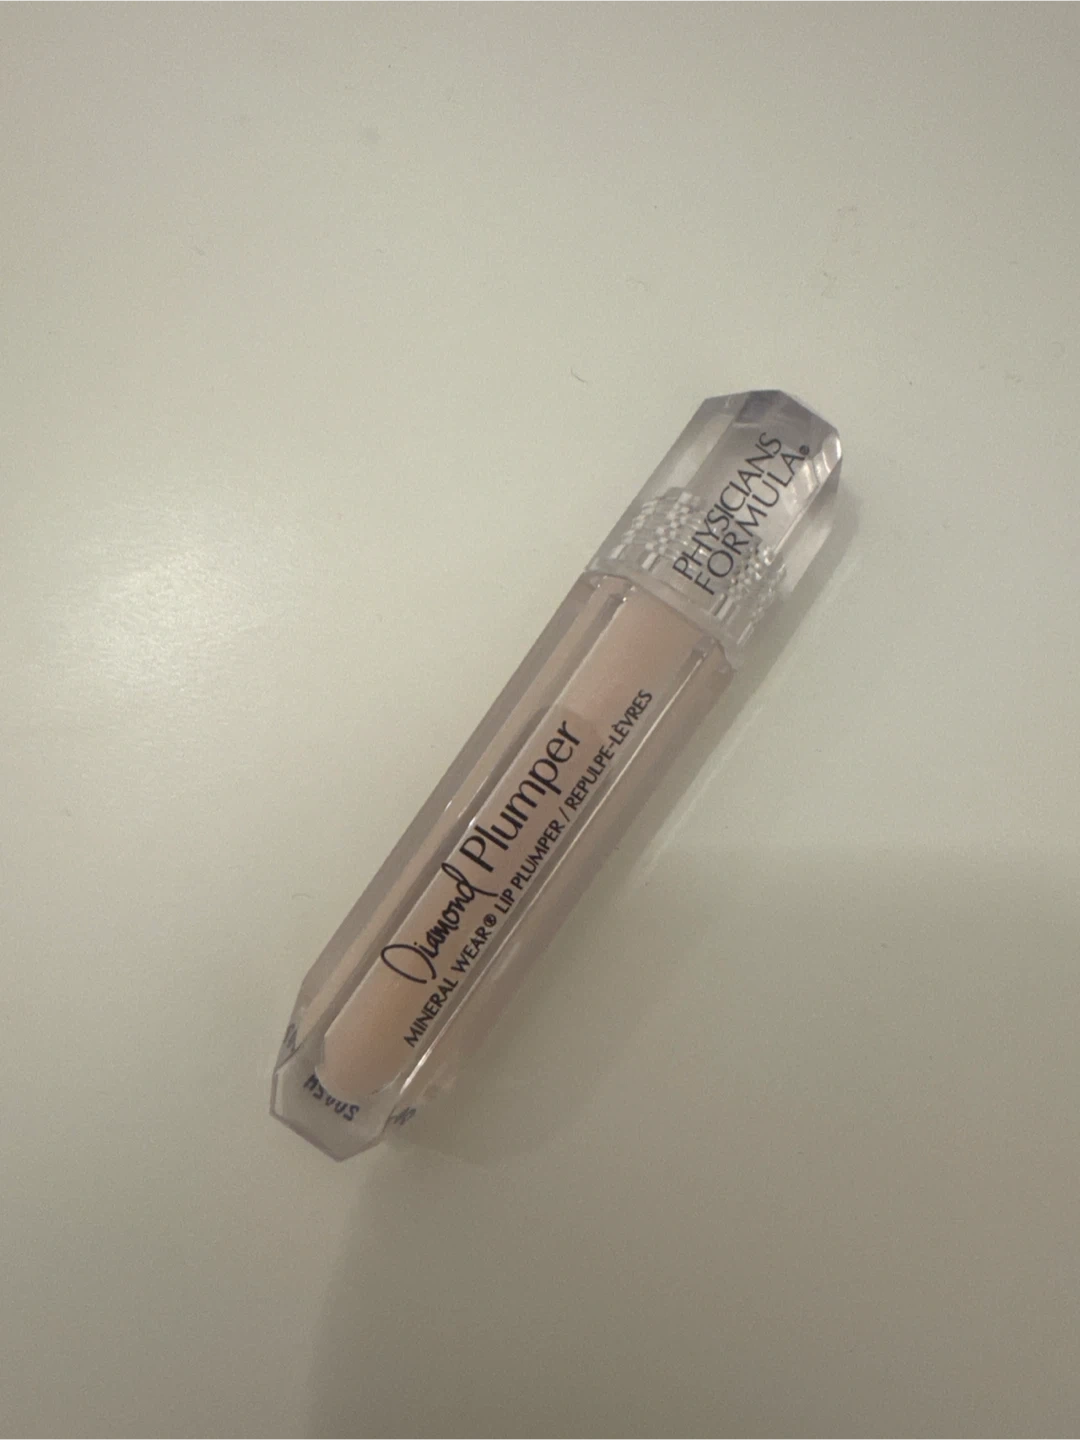 PHYSICIANS
FORMULA®
Diamond Plumper
MINERAL WEAR® LIP PLUMPER / REPULPE-LÈVRES